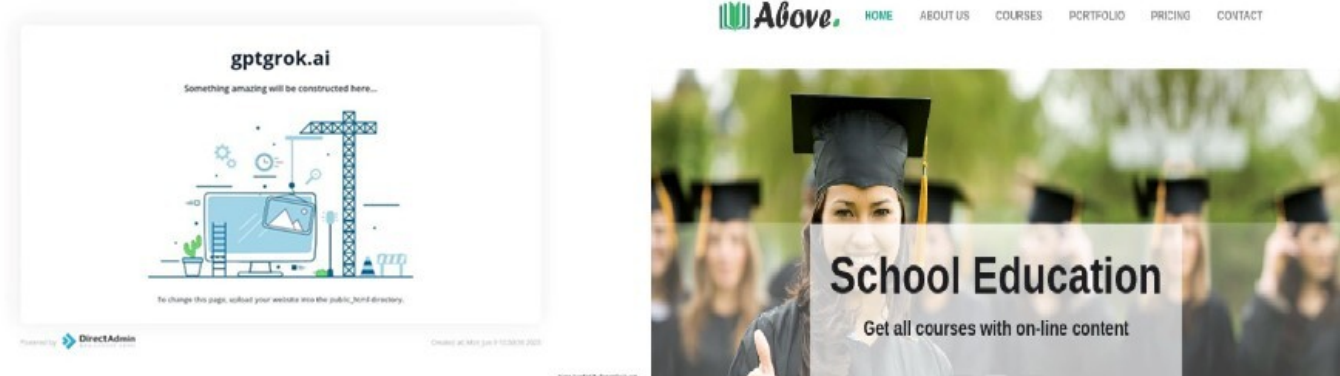 gptgrok.ai
Something amazing will be constructed here...
To change this page, upload your website into the public_html directory.
Powered by DirectAdmin
Above.
HOME ABOUT US COURSES PORTFOLIO PRICING CONTACT
School Education
Get all courses with on-line content